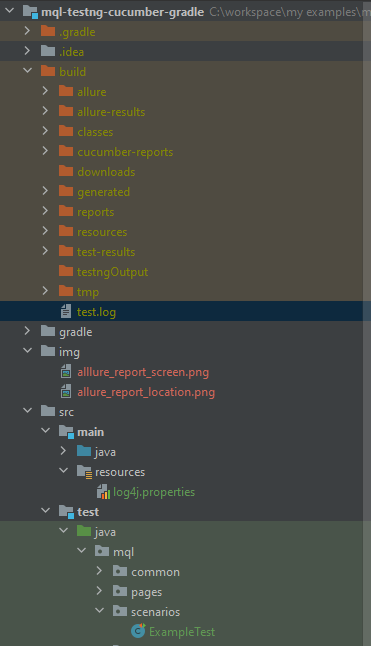 mql-testng-cucumber-gradle C:\workspace\my examples\m
.gradle
.idea
build
allure
allure-results
classes
cucumber-reports
downloads
generated
reports
resources
test-results
testngOutput
tmp
test.log
gradle
img
alllure_report_screen.png
allure_report_location.png
src
main
java
resources
log4j.properties
test
java
mql
common
pages
scenarios
ExampleTest